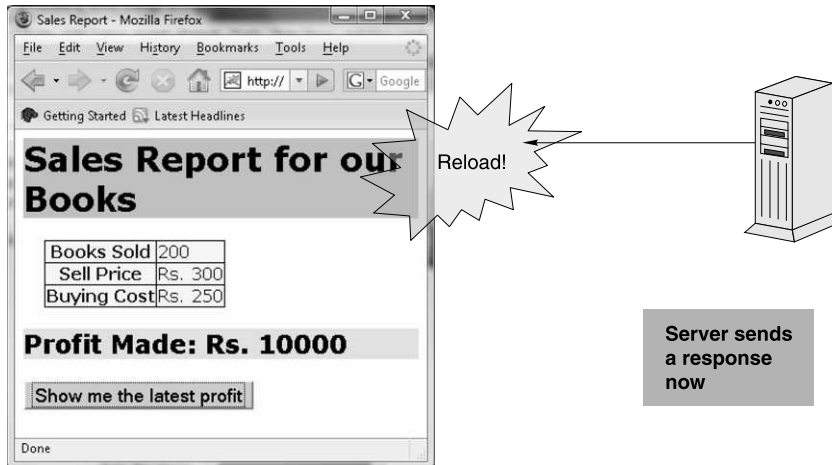 Sales Report - Mozilla Firefox
File Edit View History Bookmarks Tools Help
http:// G Google
Getting Started Latest Headlines
Sales Report for our
Books
Reload!
Books Sold 200
Sell Price Rs. 300
Buying Cost Rs. 250
Profit Made: Rs. 10000
Show me the latest profit
Done
Server sends
a response
now